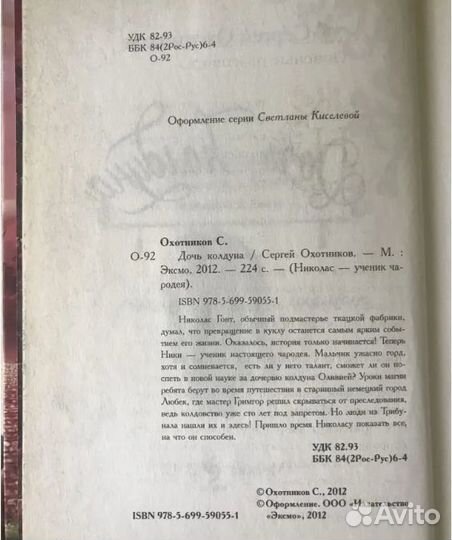 УДК 82-93
ББК 84(2Рос-Рус)6-4
О-92
Оформление серии Светланы Киселевой
Охотников С.
О-92 Дочь колдуна / Сергей Охотников. — М. :
Эксмо, 2012. — 224 с. — (Николас — ученик ча-
родея).
ISBN 978-5-699-59055-1
Николас Гонт, обычный подмастерье ткацкой фабрики,
думал, что превращение в куклу останется самым ярким собы-
тием его жизни. Оказалось, история только начинается! Теперь
Ники — ученик настоящего чародея. Мальчик ужасно горд,
хотя и сомневается, есть ли у него талант, сможет ли он по-
спеть в новой науке за дочерью колдуна Оливией? Уроки магии
ребята берут во время путешествия в старинный немецкий город
Любек, где мастер Гримгор решил скрываться от преследования,
ведь колдовство уже сто лет под запретом. Но люди из Трибу-
нала нашли их и здесь! Пришло время Николасу показать все,
на что он способен.
УДК 82.93
ББК 84(2Рос-Рус)6-4
© Охотников С., 2012
© Оформление. ООО «Издательство
ISBN 978-5-699-59055-1 «Эксмо», 2012
Avito